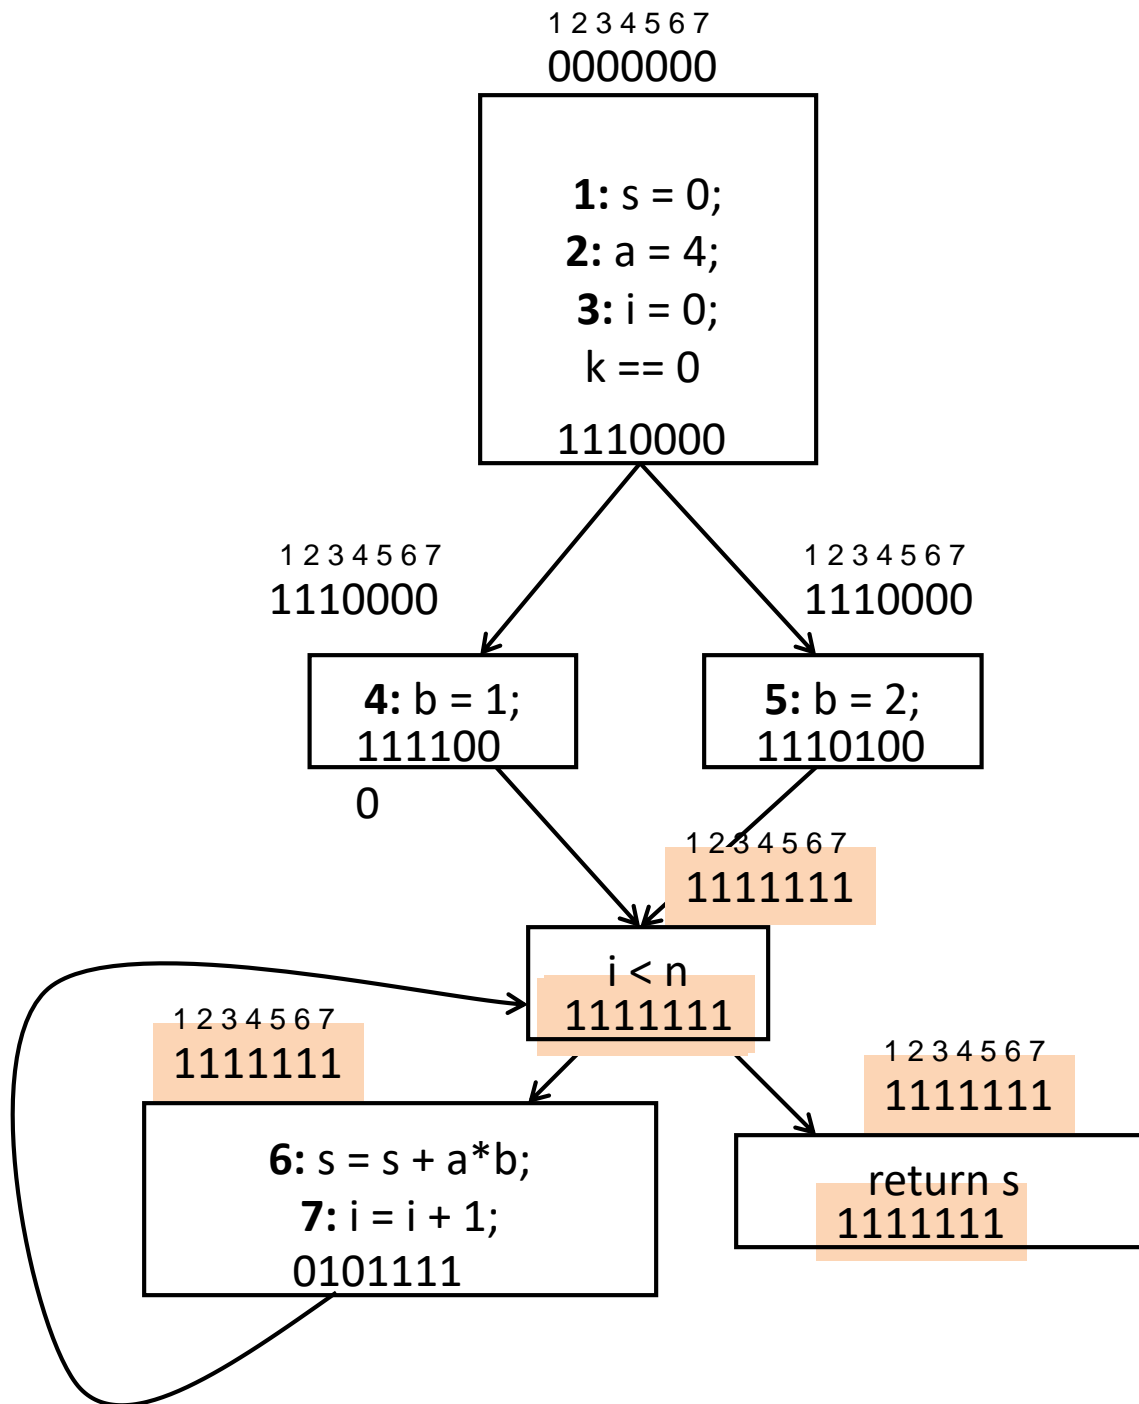 1 2 3 4 5 6 7
0000000
1: s = 0;
2: a = 4;
3: i = 0;
k == 0
1110000
1 2 3 4 5 6 7
1110000
1 2 3 4 5 6 7
1110000
4: b = 1;
111100
0
5: b = 2;
1110100
1 2 3 4 5 6 7
1111111
i < n
1111111
1 2 3 4 5 6 7
1111111
6: s = s + a*b;
7: i = i + 1;
0101111
1 2 3 4 5 6 7
1111111
return s
1111111